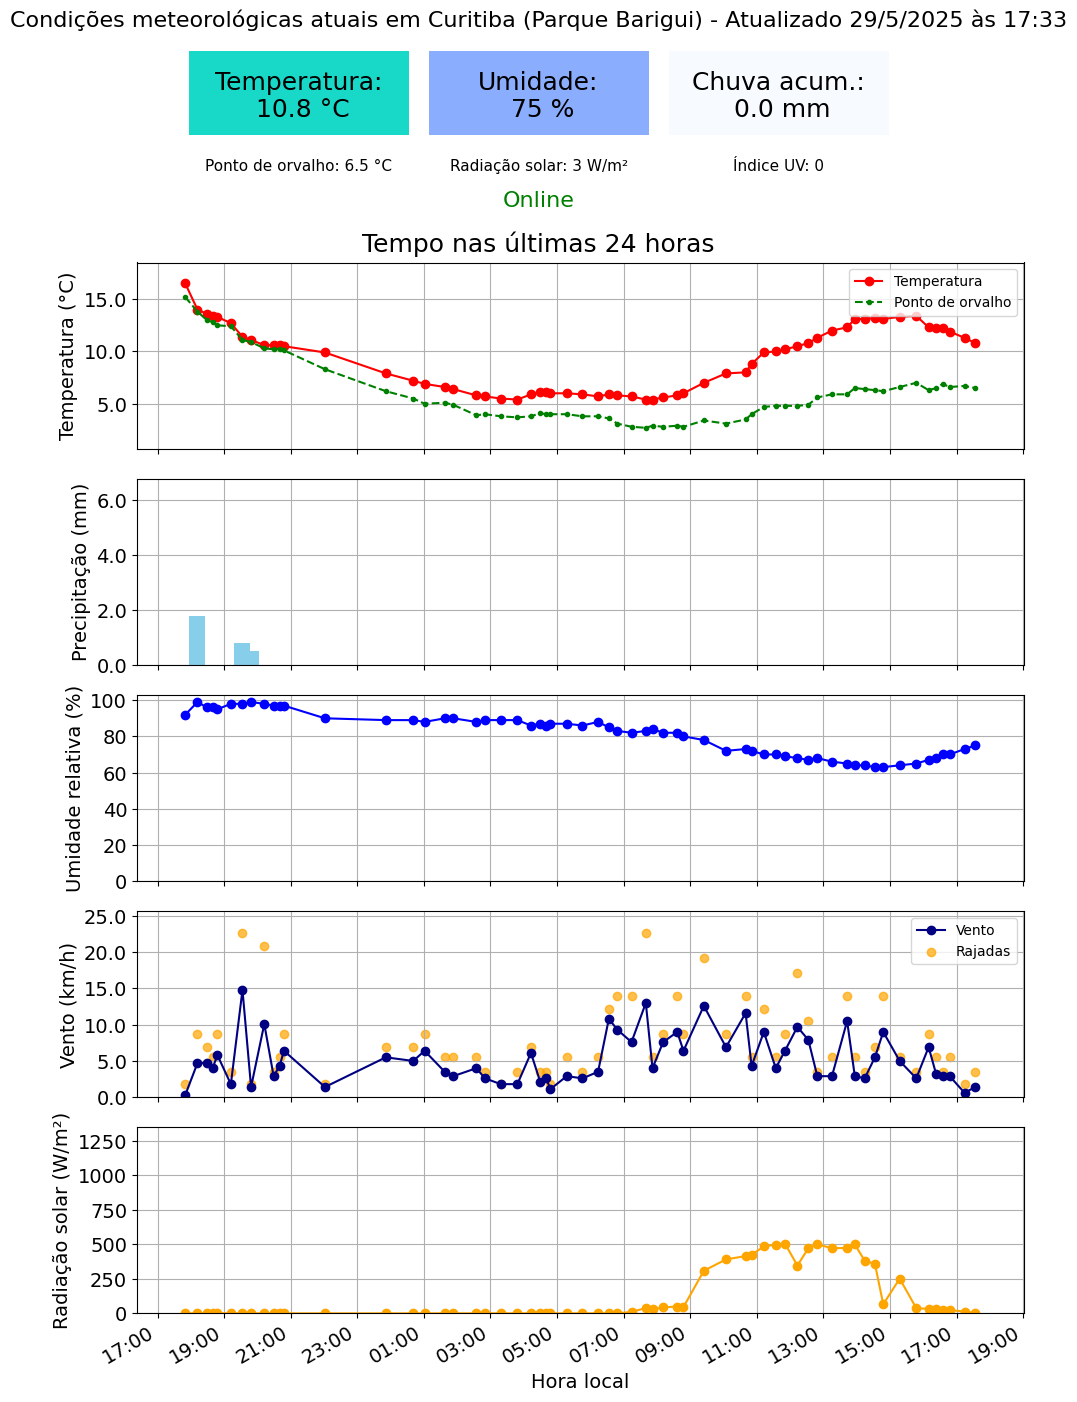 Condições meteorológicas atuais em Curitiba (Parque Barigui) - Atualizado 29/5/2025 às 17:33
Temperatura:
10.8 °C
Umidade:
75 %
Chuva acum.:
0.0 mm
Ponto de orvalho: 6.5 °C
Radiação solar: 3 W/m²
Índice UV: 0
Online
Tempo nas últimas 24 horas
Temperatura (°C)
15.0
10.0
5.0
Temperatura
Ponto de orvalho
Precipitação (mm)
6.0
4.0
2.0
0.0
Umidade relativa (%)
100
80
60
40
20
0
Vento (km/h)
25.0
20.0
15.0
10.0
5.0
0.0
Vento
Rajadas
Radiação solar (W/m²)
1250
1000
750
500
250
0
17:00
19:00
21:00
23:00
01:00
03:00
05:00
07:00
09:00
11:00
13:00
15:00
17:00
19:00
Hora local